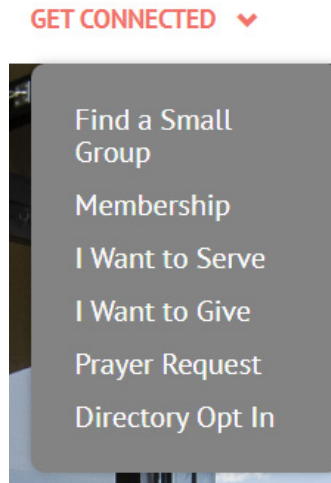 GET CONNECTED
Find a Small
Group
Membership
I Want to Serve
I Want to Give
Prayer Request
Directory Opt In